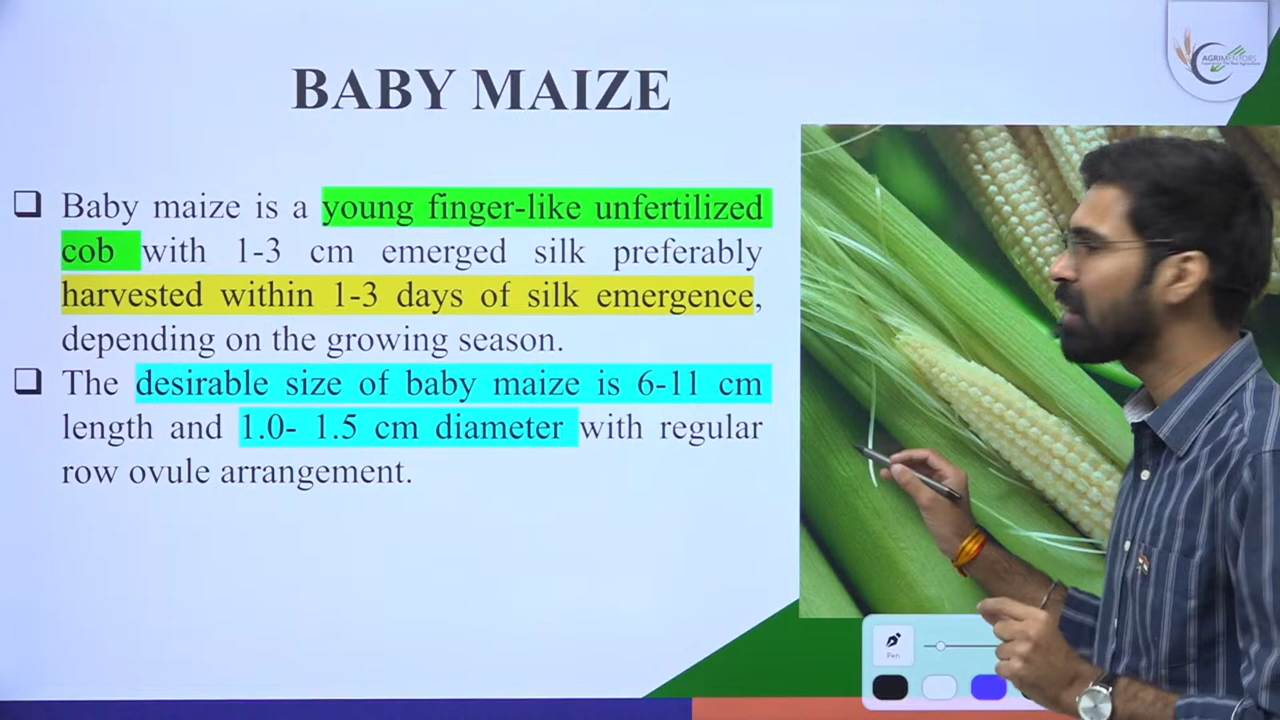 BABY MAIZE
AGRIMENTORS
Baby maize is a young finger-like unfertilized
cob with 1-3 cm emerged silk preferably
harvested within 1-3 days of silk emergence,
depending on the growing season.
The desirable size of baby maize is 6-11 cm
length and 1.0- 1.5 cm diameter with regular
row ovule arrangement.
Pen